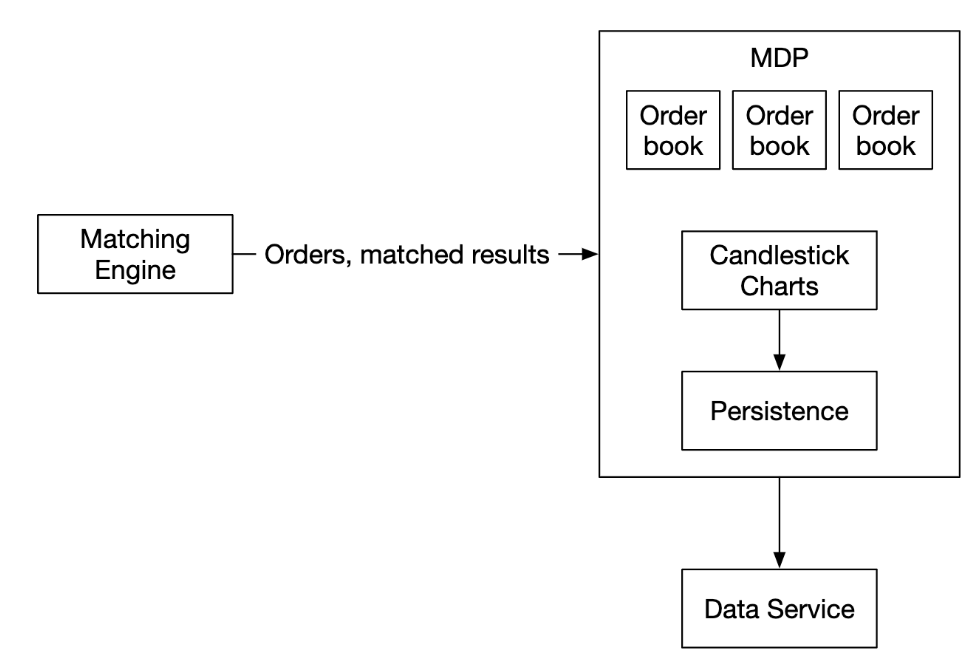 MDP
Order
book
Order
book
Order
book
Matching
Engine
Orders, matched results
Candlestick
Charts
Persistence
Data Service